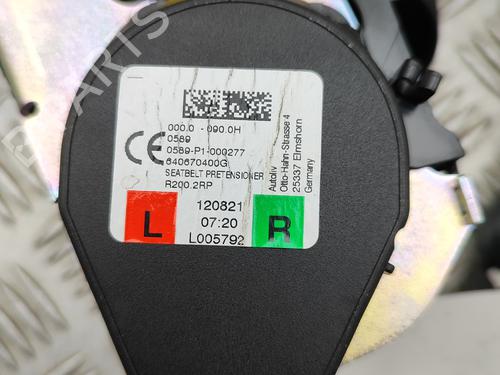 000.0 - 090.0H
0589
0589-P1-000277
640670400G
SEATBELT PRETENSIONER
R200.2RP
CE
L
120821
07:20
L005792
R
Autoliv
Otto-Hahn-Strasse 4
25337 Elmshorn
Germany
PARTS